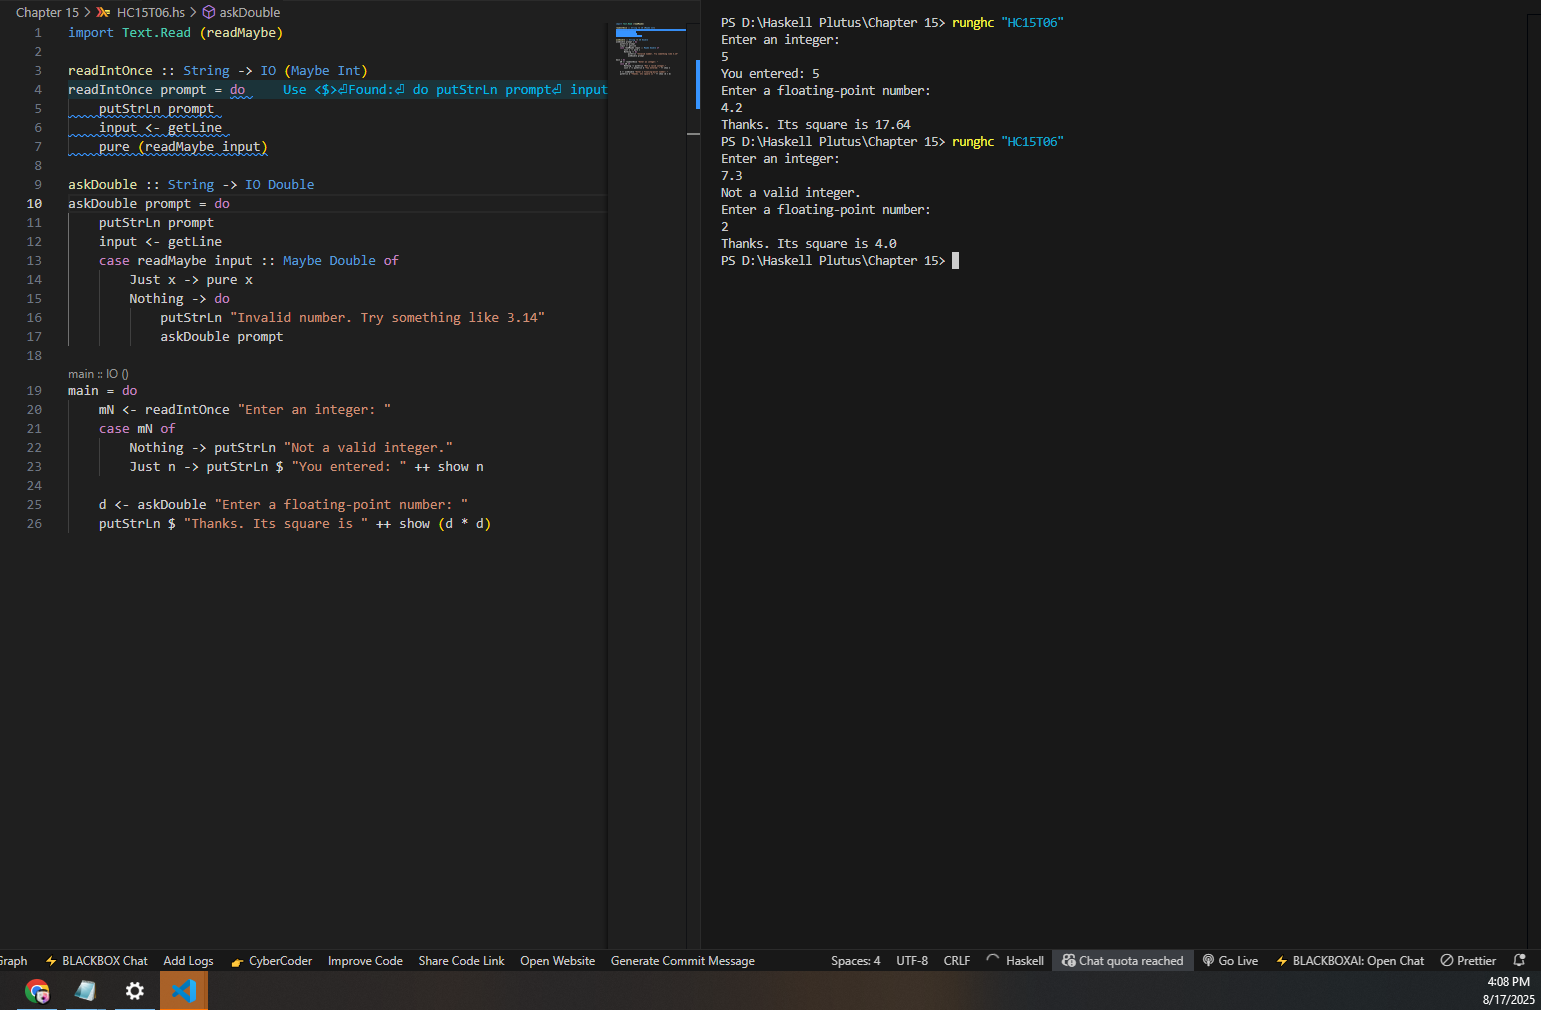 Chapter 15 > HC15T06.hs > askDouble
1 import Text.Read (readMaybe)
2
3 readIntOnce :: String -> IO (Maybe Int)
4 readIntOnce prompt = do Use <$>⏎Found:⏎ do putStrLn prompt⏎ input
5 putStrLn prompt
6 input <- getLine
7 pure (readMaybe input)
8
9 askDouble :: String -> IO Double
10 askDouble prompt = do
11 putStrLn prompt
12 input <- getLine
13 case readMaybe input :: Maybe Double of
14 Just x -> pure x
15 Nothing -> do
16 putStrLn "Invalid number. Try something like 3.14"
17 askDouble prompt
18
main :: IO ()
19 main = do
20 mN <- readIntOnce "Enter an integer: "
21 case mN of
22 Nothing -> putStrLn "Not a valid integer."
23 Just n -> putStrLn $ "You entered: " ++ show n
24
25 d <- askDouble "Enter a floating-point number: "
26 putStrLn $ "Thanks. Its square is " ++ show (d * d)
PS D:\Haskell Plutus\Chapter 15> runghc "HC15T06"
Enter an integer:
5
You entered: 5
Enter a floating-point number:
4.2
Thanks. Its square is 17.64
PS D:\Haskell Plutus\Chapter 15> runghc "HC15T06"
Enter an integer:
7.3
Not a valid integer.
Enter a floating-point number:
2
Thanks. Its square is 4.0
PS D:\Haskell Plutus\Chapter 15>
Graph BLACKBOX Chat Add Logs CyberCoder Improve Code Share Code Link Open Website Generate Commit Message Spaces: 4 UTF-8 CRLF Haskell Chat quota reached Go Live BLACKBOXAI: Open Chat Prettier
4:08 PM
8/17/2025